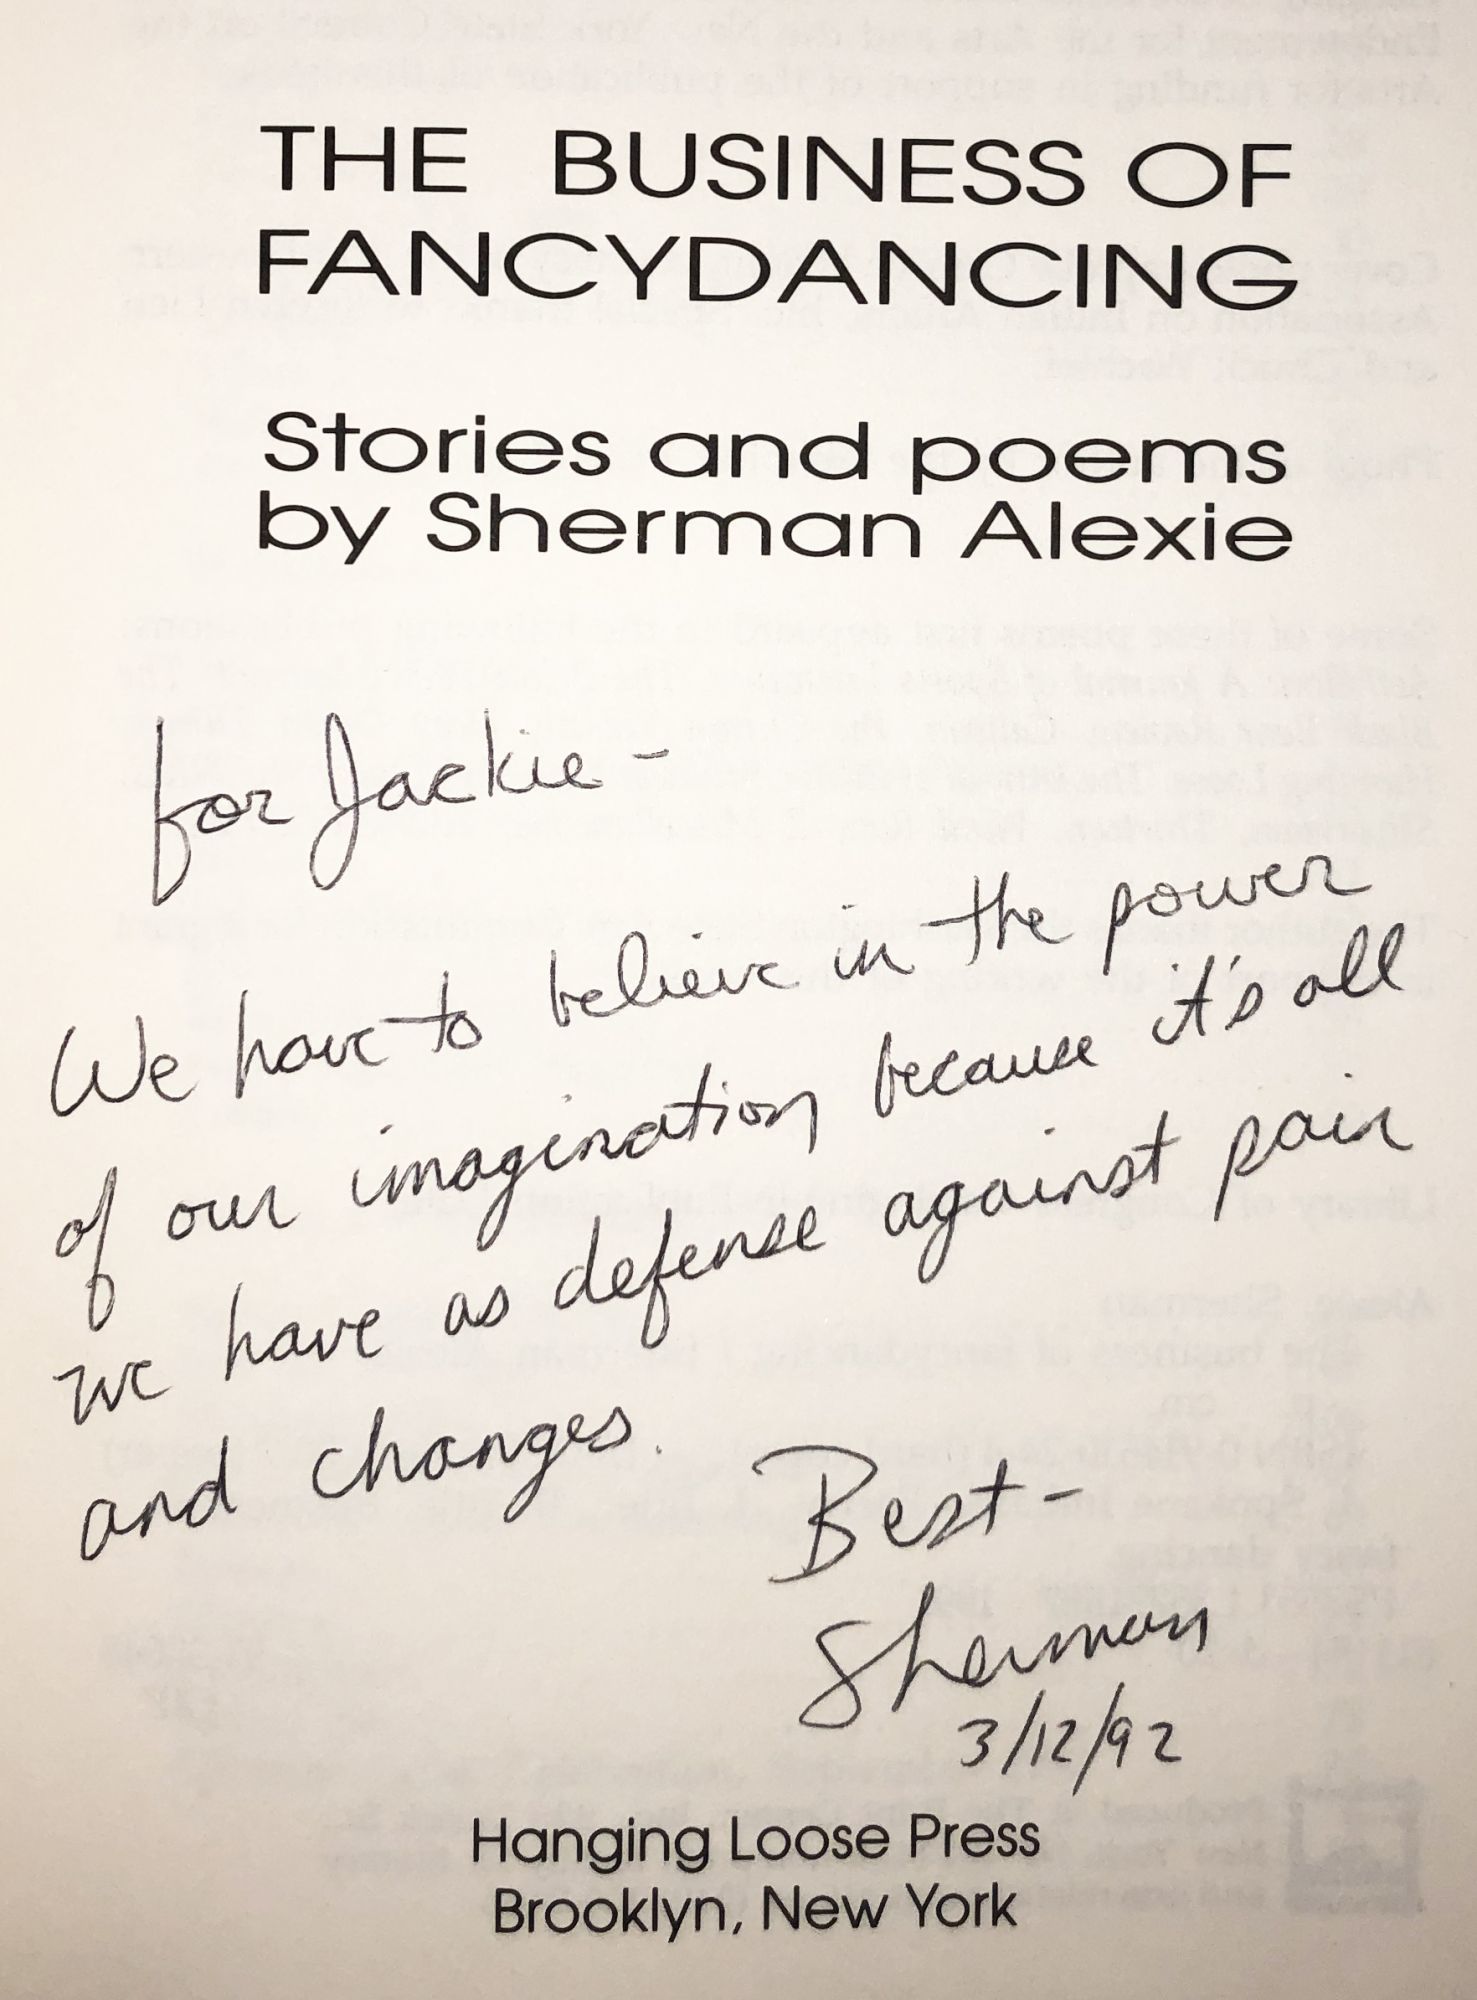 THE BUSINESS OF
FANCYDANCING
Stories and poems
by Sherman Alexie
for Jackie -
We have to believe in the power
of our imagination because it's all
we have as defense against pain
and changes.
Best -
Sherman
3/12/92
Hanging Loose Press
Brooklyn, New York